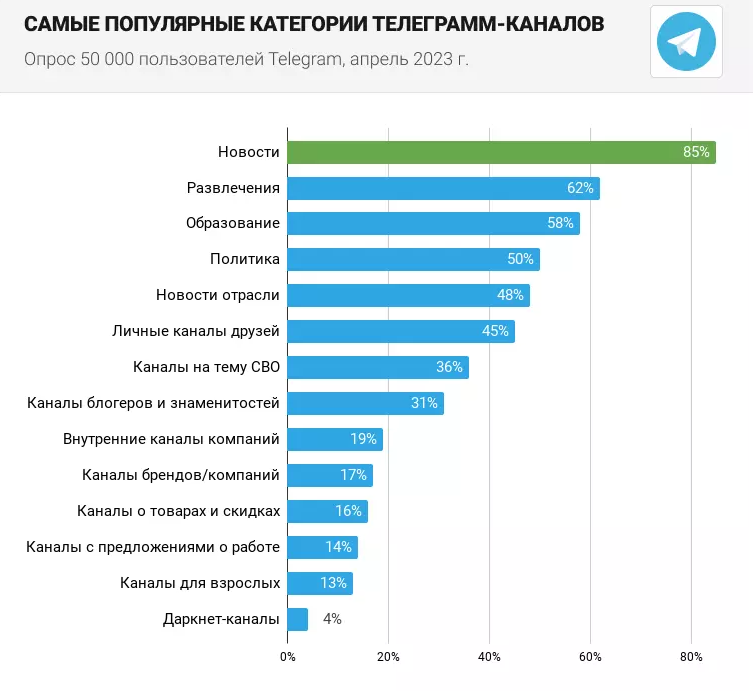 САМЫЕ ПОПУЛЯРНЫЕ КАТЕГОРИИ ТЕЛЕГРАММ-КАНАЛОВ
Опрос 50 000 пользователей Telegram, апрель 2023 г.
Новости 85%
Развлечения 62%
Образование 58%
Политика 50%
Новости отрасли 48%
Личные каналы друзей 45%
Каналы на тему СВО 36%
Каналы блогеров и знаменитостей 31%
Внутренние каналы компаний 19%
Каналы брендов/компаний 17%
Каналы о товарах и скидках 16%
Каналы с предложениями о работе 14%
Каналы для взрослых 13%
Даркнет-каналы 4%
0% 20% 40% 60% 80%